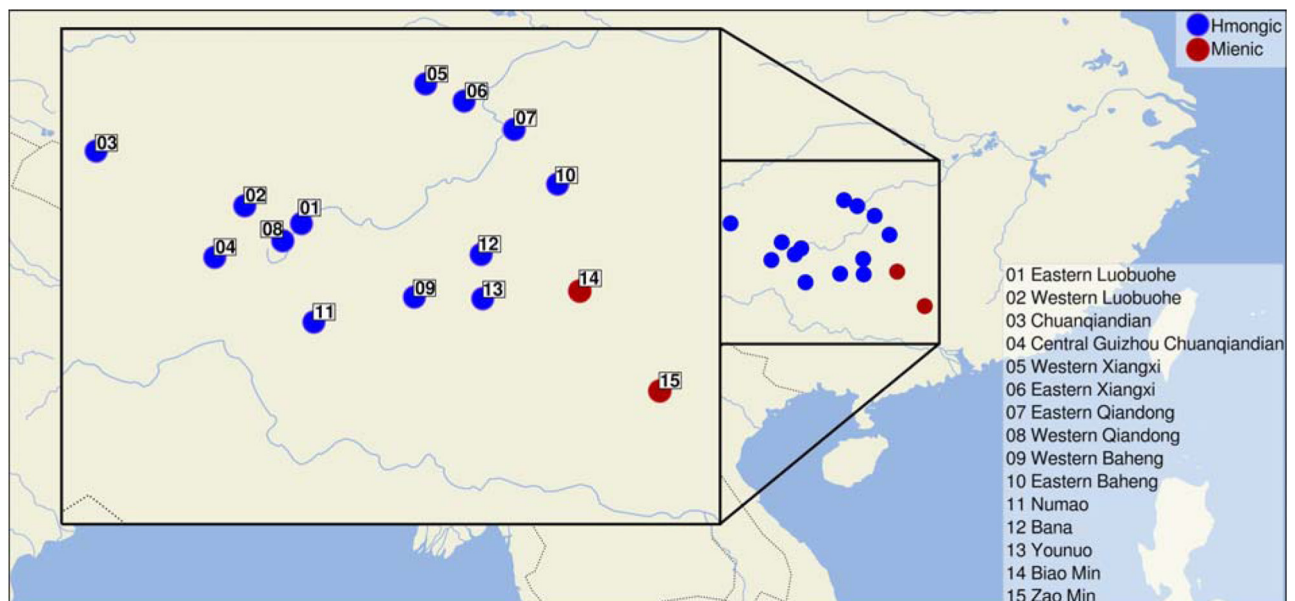 Hmongic
Mienic
05
06
07
03
10
02
01
08
04
12
14
09
13
11
15
01 Eastern Luobuohe
02 Western Luobuohe
03 Chuanqiandian
04 Central Guizhou Chuanqiandian
05 Western Xiangxi
06 Eastern Xiangxi
07 Eastern Qiandong
08 Western Qiandong
09 Western Baheng
10 Eastern Baheng
11 Numao
12 Bana
13 Younuo
14 Biao Min
15 Zao Min